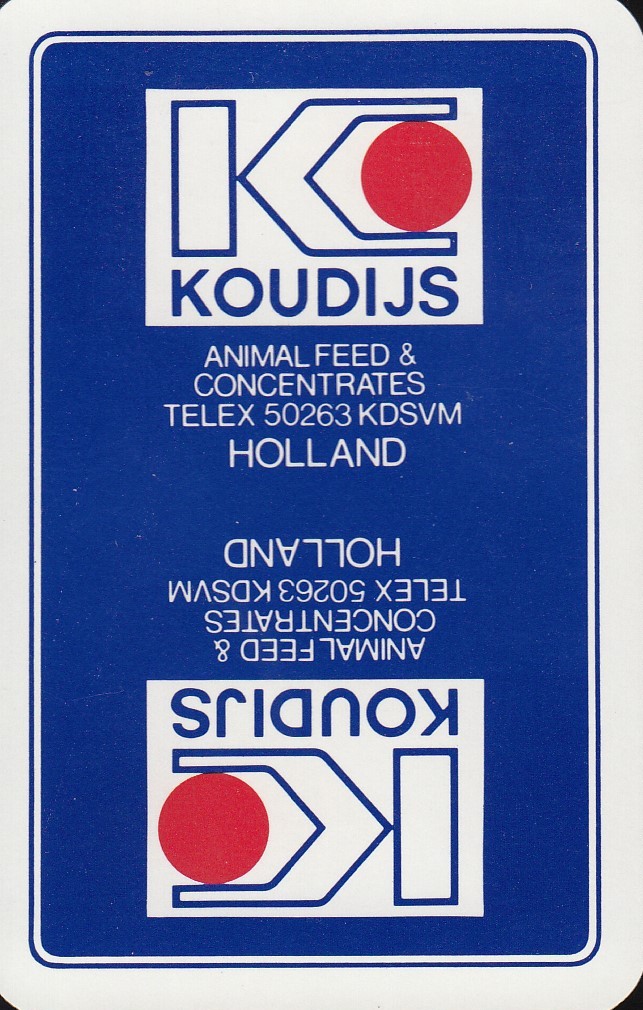 KOUDIJS
ANIMAL FEED &
CONCENTRATES
TELEX 50263 KDSVM
HOLLAND
HOLLAND
TELEX 50263 KDSVM
CONCENTRATES
ANIMAL FEED &
KOUDIJS